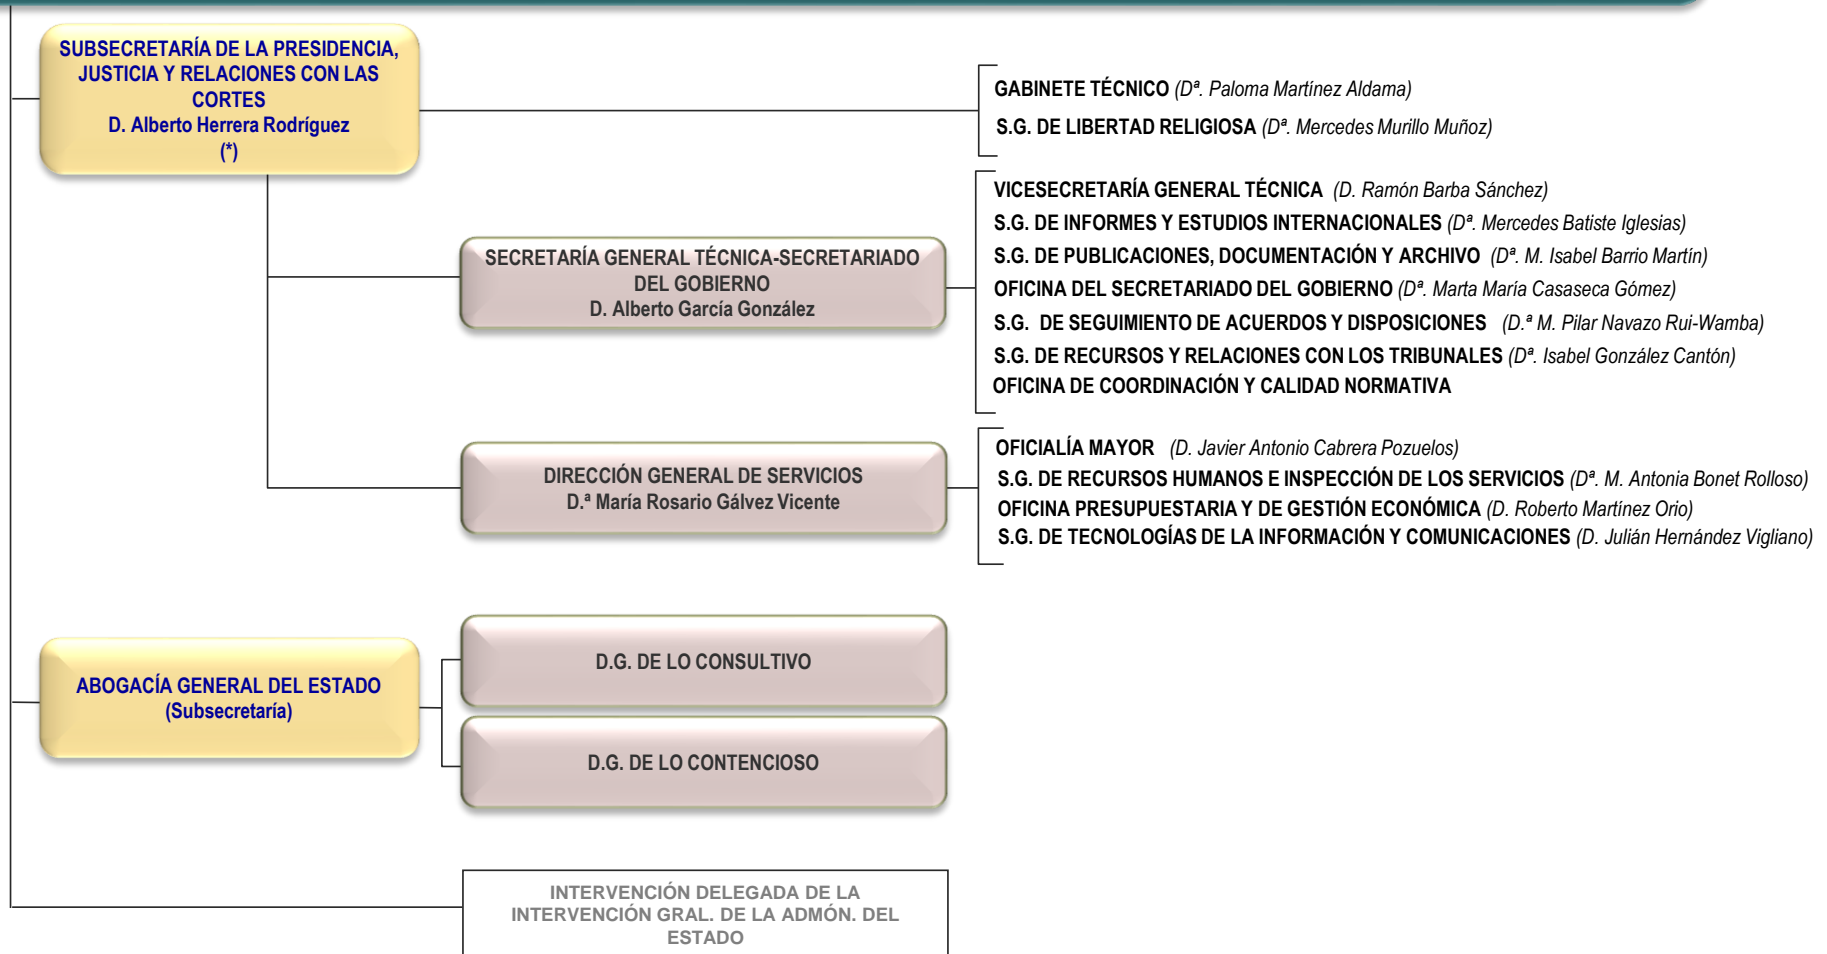 SUBSECRETARÍA DE LA PRESIDENCIA,
JUSTICIA Y RELACIONES CON LAS
CORTES
D. Alberto Herrera Rodríguez
(*)
GABINETE TÉCNICO (Dª. Paloma Martínez Aldama)
S.G. DE LIBERTAD RELIGIOSA (Dª. Mercedes Murillo Muñoz)
SECRETARÍA GENERAL TÉCNICA-SECRETARIADO
DEL GOBIERNO
D. Alberto García González
VICESECRETARÍA GENERAL TÉCNICA (D. Ramón Barba Sánchez)
S.G. DE INFORMES Y ESTUDIOS INTERNACIONALES (Dª. Mercedes Batiste Iglesias)
S.G. DE PUBLICACIONES, DOCUMENTACIÓN Y ARCHIVO (Dª. M. Isabel Barrio Martín)
OFICINA DEL SECRETARIADO DEL GOBIERNO (Dª. Marta María Casaseca Gómez)
S.G. DE SEGUIMIENTO DE ACUERDOS Y DISPOSICIONES (D.ª M. Pilar Navazo Rui-Wamba)
S.G. DE RECURSOS Y RELACIONES CON LOS TRIBUNALES (Dª. Isabel González Cantón)
OFICINA DE COORDINACIÓN Y CALIDAD NORMATIVA
DIRECCIÓN GENERAL DE SERVICIOS
D.ª María Rosario Gálvez Vicente
OFICIALÍA MAYOR (D. Javier Antonio Cabrera Pozuelos)
S.G. DE RECURSOS HUMANOS E INSPECCIÓN DE LOS SERVICIOS (Dª. M. Antonia Bonet Rolloso)
OFICINA PRESUPUESTARIA Y DE GESTIÓN ECONÓMICA (D. Roberto Martínez Orio)
S.G. DE TECNOLOGÍAS DE LA INFORMACIÓN Y COMUNICACIONES (D. Julián Hernández Vigliano)
ABOGACÍA GENERAL DEL ESTADO
(Subsecretaría)
D.G. DE LO CONSULTIVO
D.G. DE LO CONTENCIOSO
INTERVENCIÓN DELEGADA DE LA
INTERVENCIÓN GRAL. DE LA ADMÓN. DEL
ESTADO